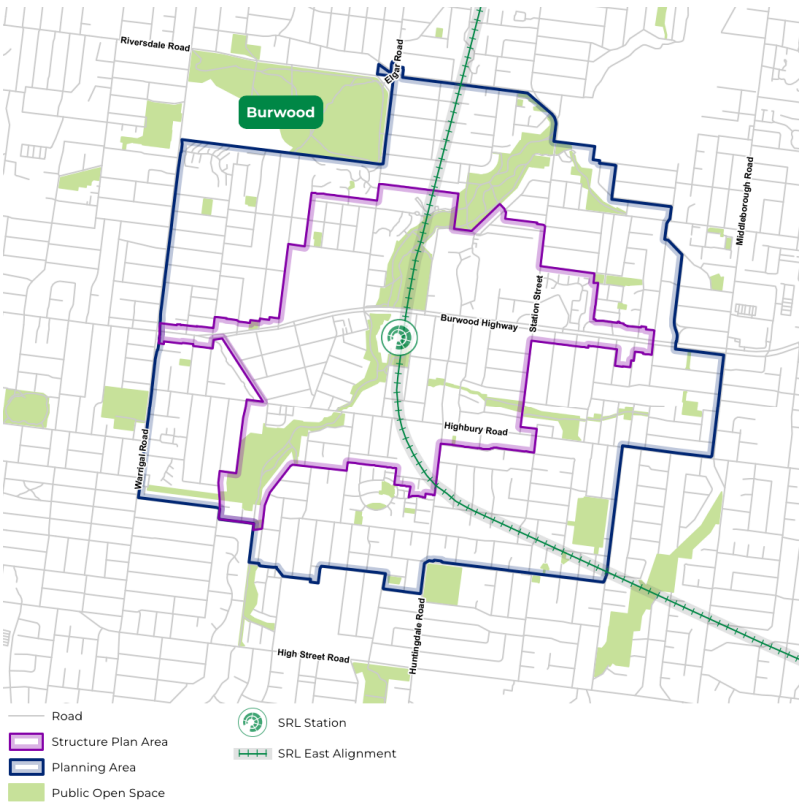 Riversdale Road
Elgar Road
Burwood
Middleborough Road
Station Street
Burwood Highway
Highbury Road
Warrigal Road
Huntingdale Road
High Street Road
Road
Structure Plan Area
Planning Area
Public Open Space
SRL Station
SRL East Alignment